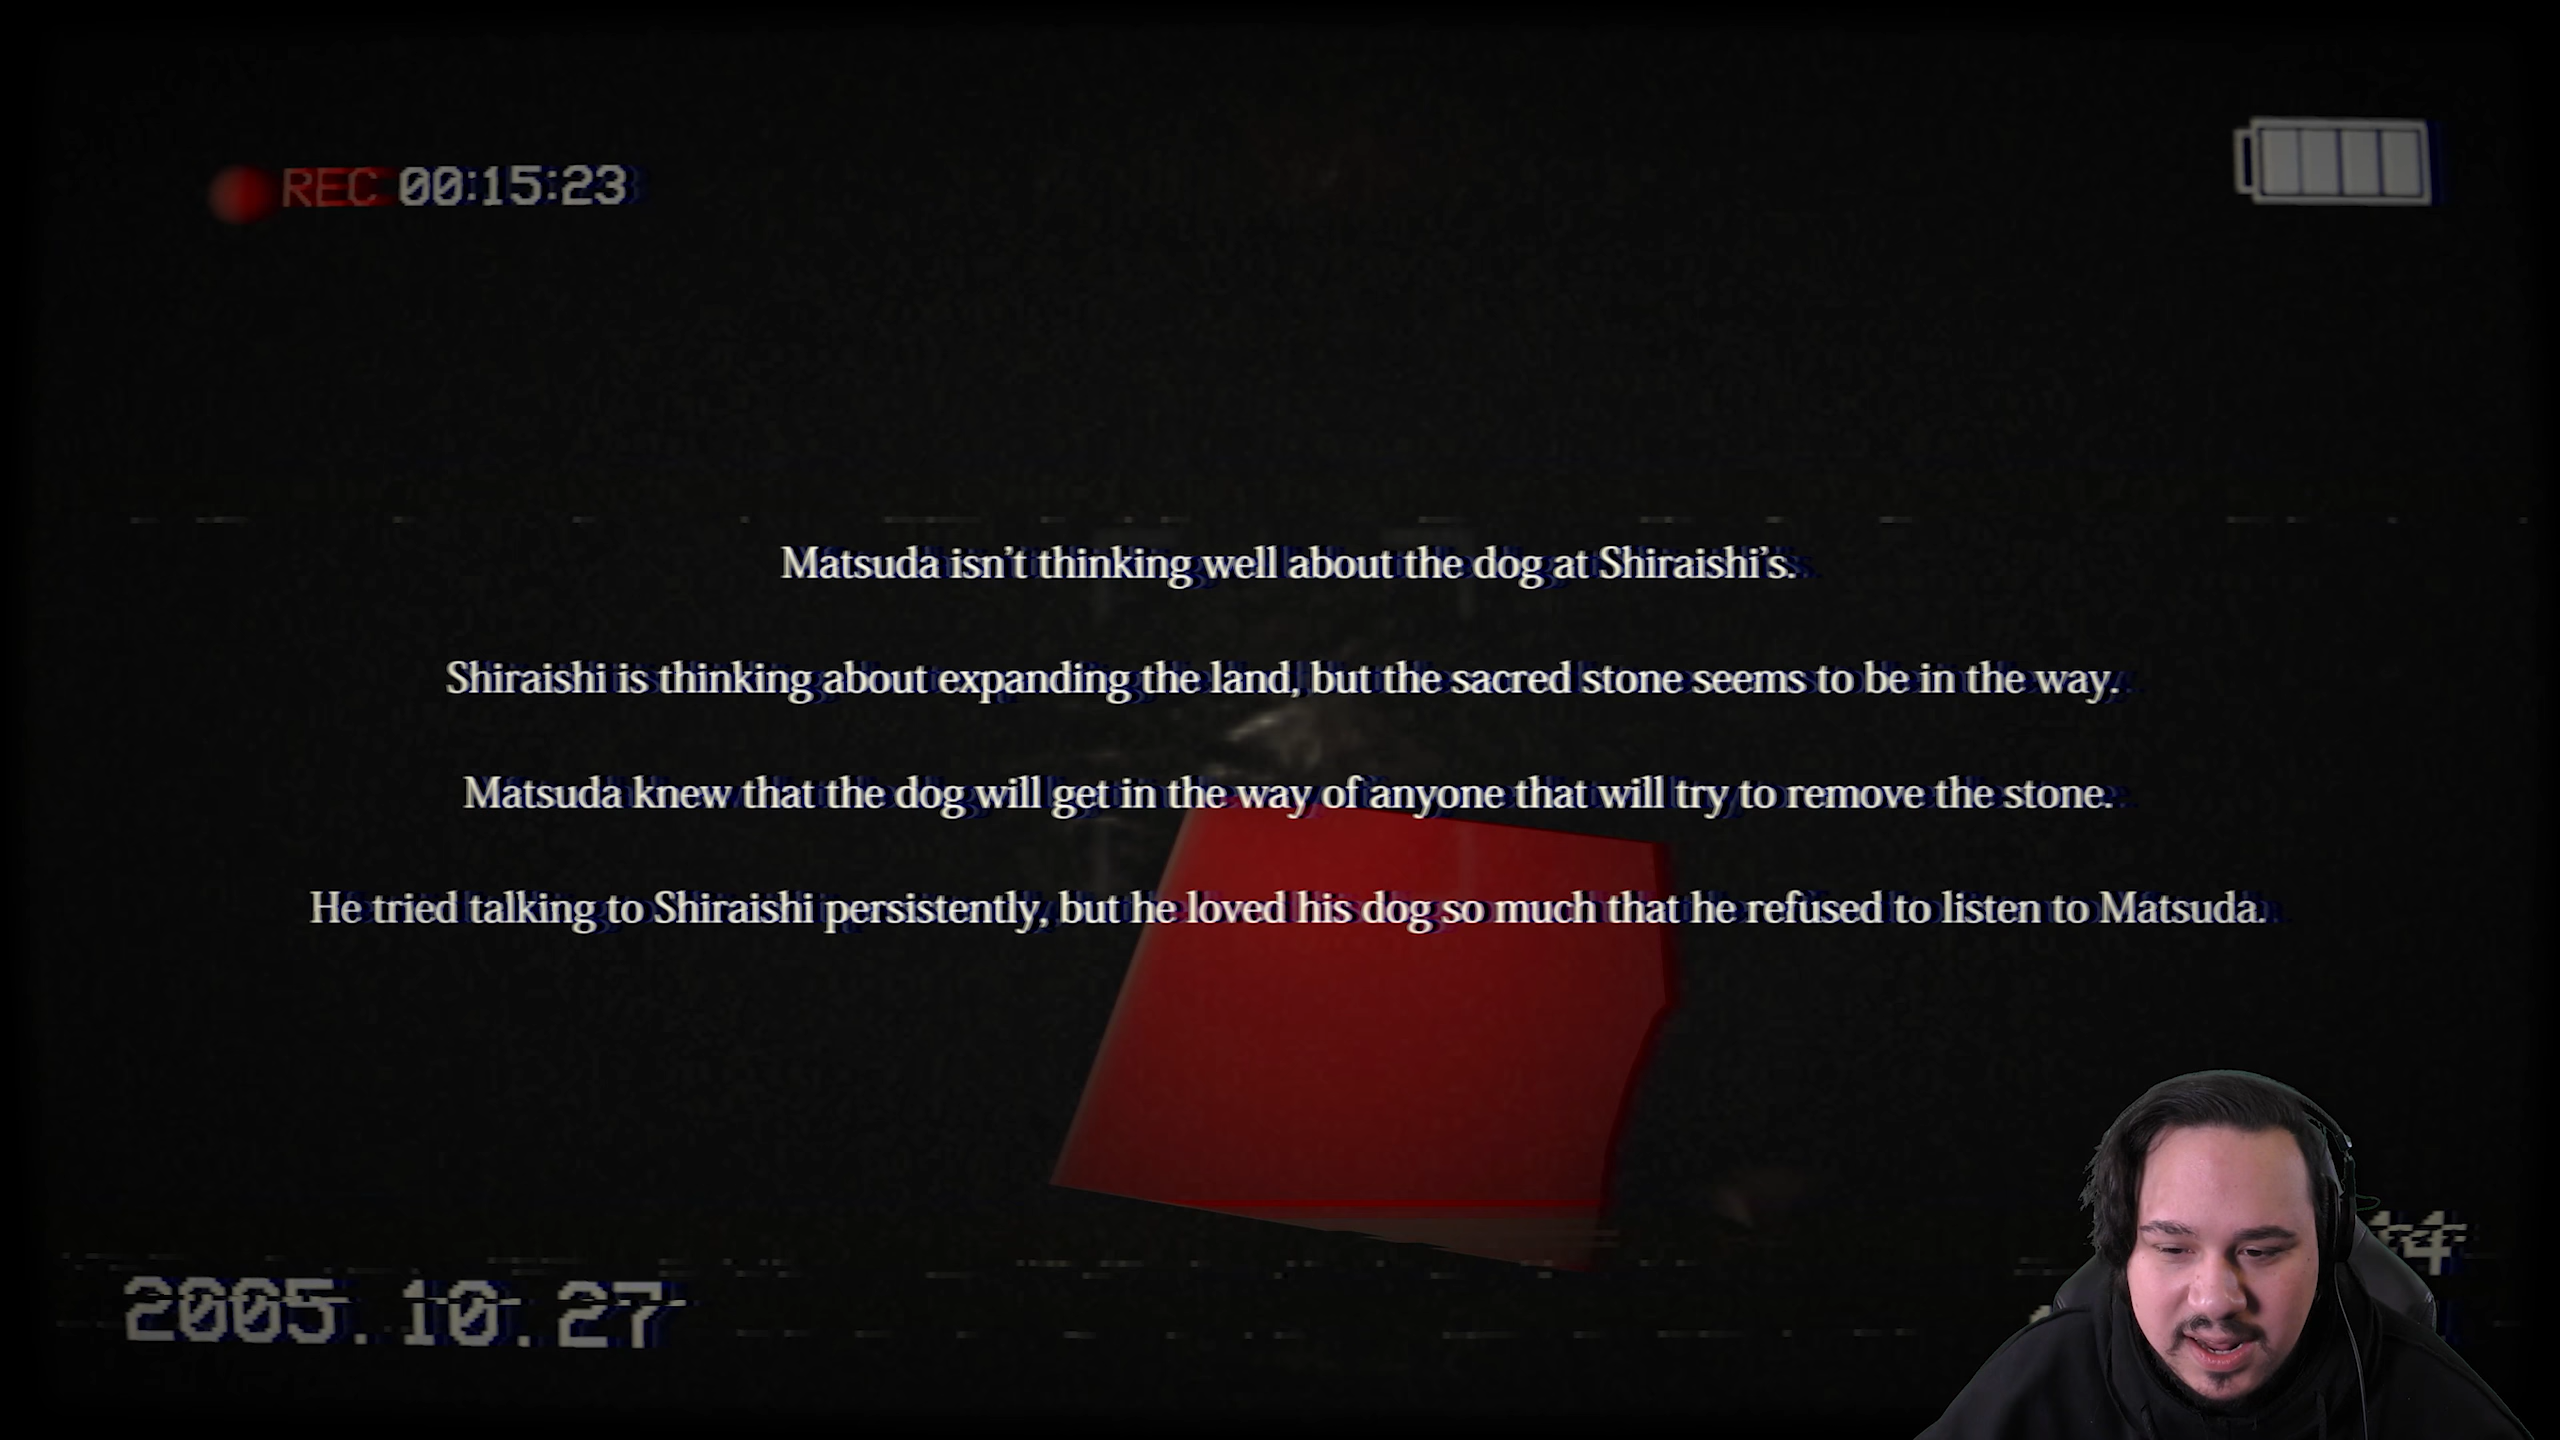 REC 00:15:23
Matsuda isn't thinking well about the dog at Shiraishi's.
Shiraishi is thinking about expanding the land, but the sacred stone seems to be in the way.
Matsuda knew that the dog will get in the way of anyone that will try to remove the stone.
He tried talking to Shiraishi persistently, but he loved his dog so much that he refused to listen to Matsuda.
2005.10.27